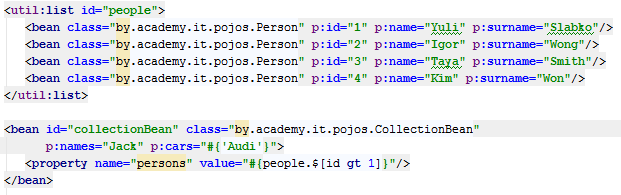 <util:list id="people">
<bean class="by.academy.it.pojos.Person" p:id="1" p:name="Yuli" p:surname="Slabko"/>
<bean class="by.academy.it.pojos.Person" p:id="2" p:name="Igor" p:surname="Wong"/>
<bean class="by.academy.it.pojos.Person" p:id="3" p:name="Taya" p:surname="Smith"/>
<bean class="by.academy.it.pojos.Person" p:id="4" p:name="Kim" p:surname="Won"/>
</util:list>
<bean id="collectionBean" class="by.academy.it.pojos.CollectionBean"
p:names="Jack" p:cars="#{'Audi'}">
<property name="persons" value="#{people.$[id gt 1]}"/>
</bean>